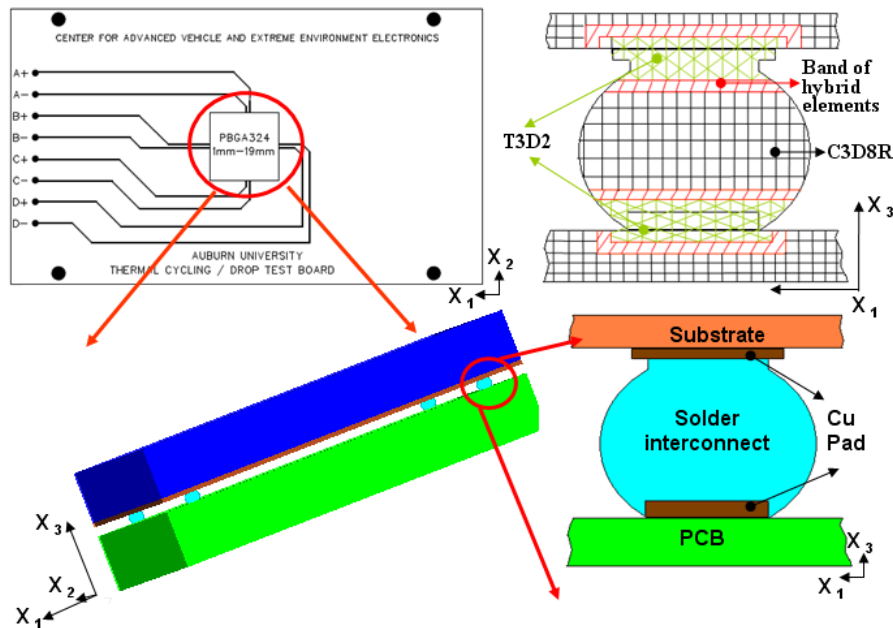 CENTER FOR ADVANCED VEHICLE AND EXTREME ENVIRONMENT ELECTRONICS
A+
A-
B+
B-
C+
C-
D+
D-
PBGA324
1mm-19mm
AUBURN UNIVERSITY
THERMAL CYCLING / DROP TEST BOARD
X2
X1
Band of
hybrid
elements
T3D2
C3D8R
X3
X1
Substrate
Solder
interconnect
Cu
Pad
PCB
X3
X1
X3
X2
X1